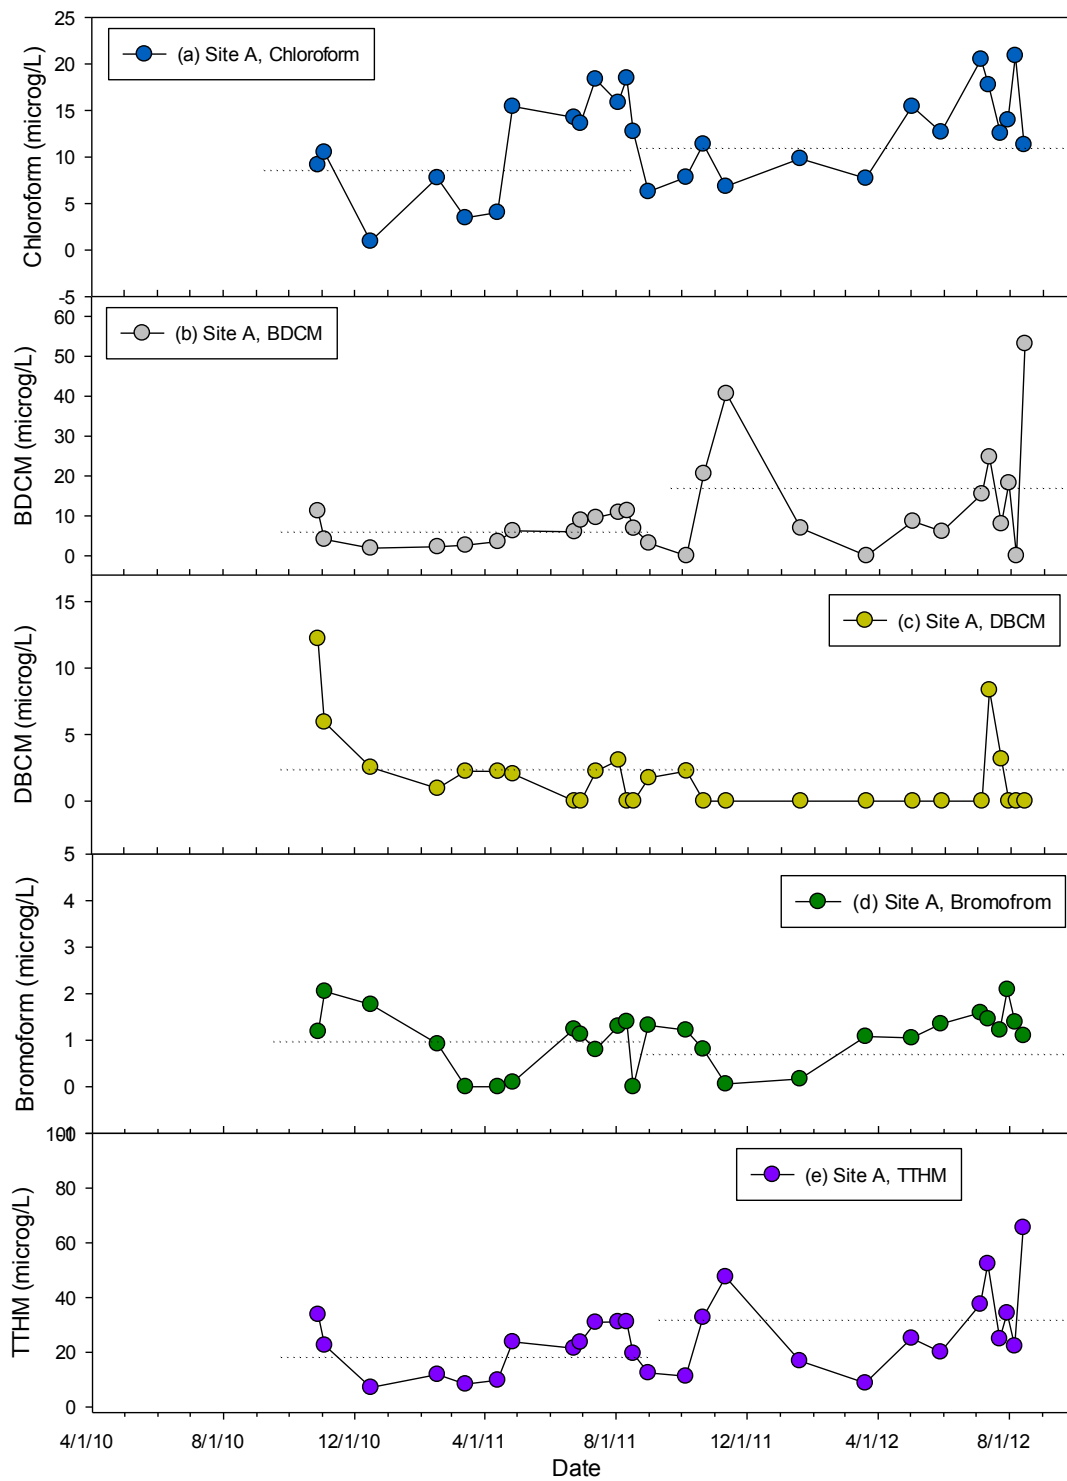 25
(a) Site A, Chloroform
20
15
10
5
0
-5
Chloroform (microg/L)
60
(b) Site A, BDCM
50
40
30
20
10
0
BDCM (microg/L)
15
(c) Site A, DBCM
10
5
0
DBCM (microg/L)
5
(d) Site A, Bromofrom
4
3
2
1
0
Bromoform (microg/L)
(e) Site A, TTHM
80
60
40
20
0
TTHM (microg/L)
4/1/10 8/1/10 12/1/10 4/1/11 8/1/11 12/1/11 4/1/12 8/1/12
Date